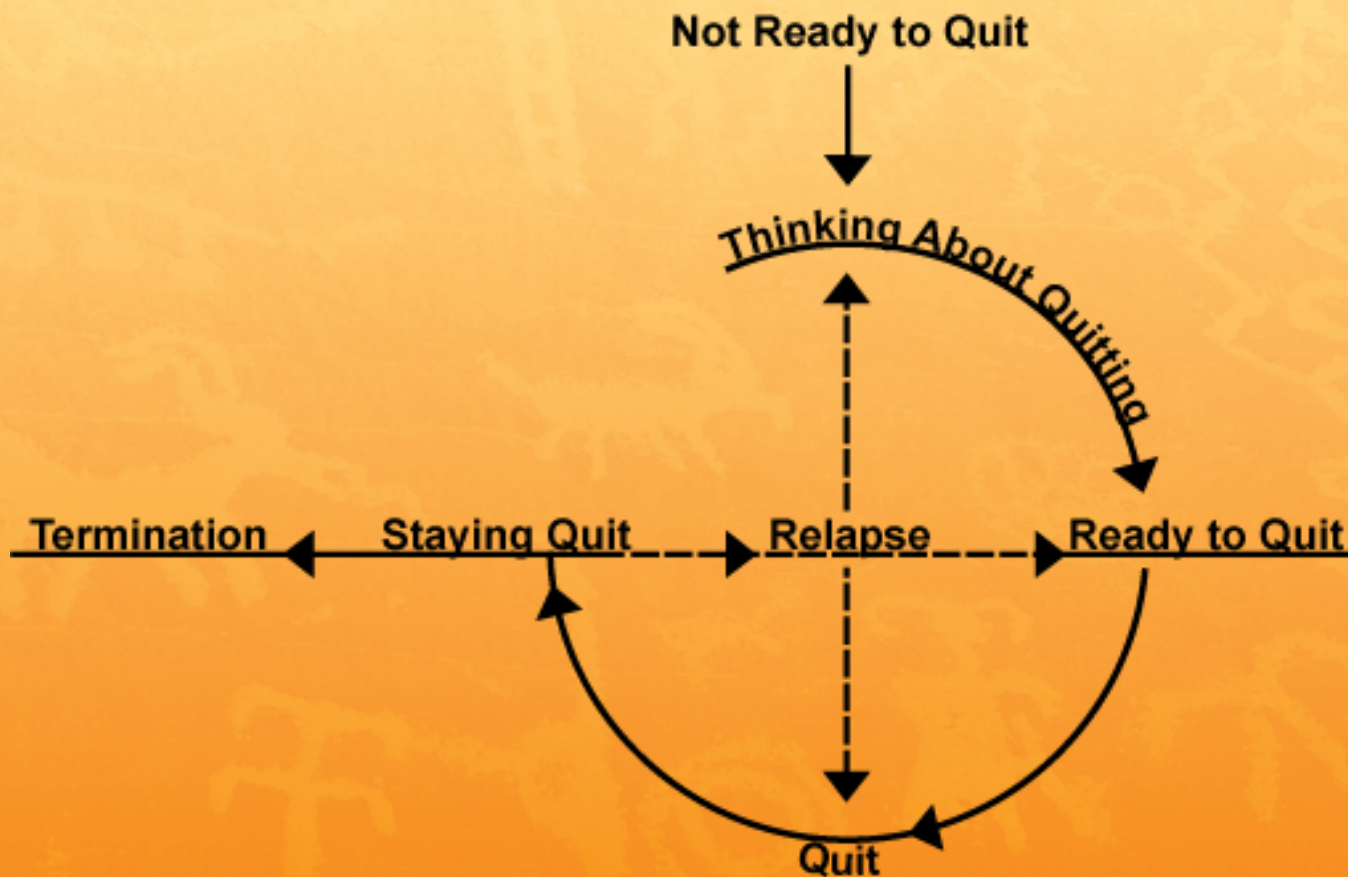 Not Ready to Quit
Thinking About Quitting
Termination
Staying Quit
Relapse
Ready to Quit
Quit